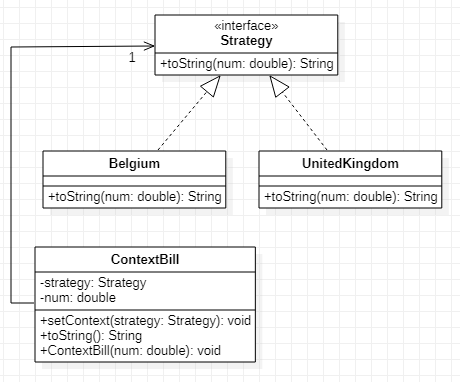 «interface»
Strategy
+toString(num: double): String
1
Belgium
+toString(num: double): String
UnitedKingdom
+toString(num: double): String
ContextBill
-strategy: Strategy
-num: double
+setContext(strategy: Strategy): void
+toString(): String
+ContextBill(num: double): void